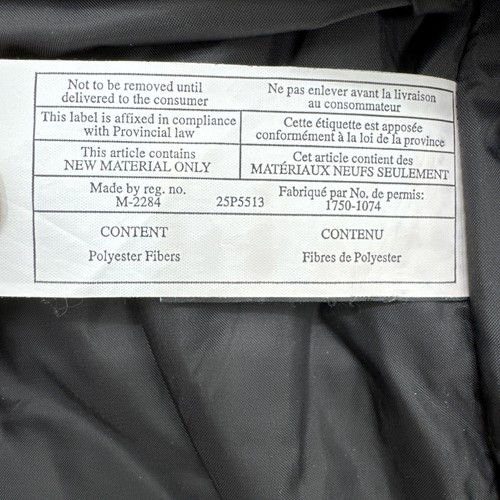 Not to be removed until
delivered to the consumer
Ne pas enlever avant la livraison
au consommateur
This label is affixed in compliance
with Provincial law
Cette étiquette est apposée
conformément à la loi de la province
This article contains
NEW MATERIAL ONLY
Cet article contient des
MATÉRIAUX NEUFS SEULEMENT
Made by reg. no.
M-2284
25P5513
Fabriqué par No. de permis:
1750-1074
CONTENT
Polyester Fibers
CONTENU
Fibres de Polyester